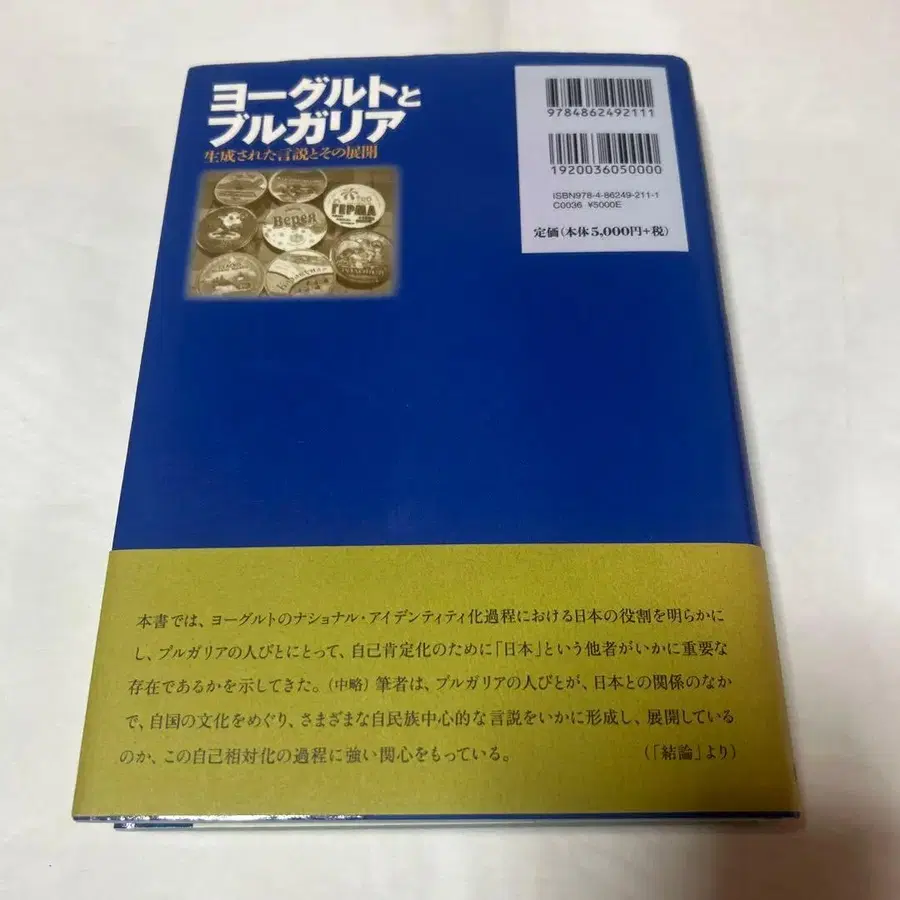 ヨーグルトと
ブルガリア
生成された言説とその展開
ГЕРМА
Верея
9784862492111
1920036050000
ISBN978-4-86249-211-1
C0036 ¥5000E
定価(本体5,000円+税)
本書では、ヨーグルトのナショナル・アイデンティティ化過程における日本の役割を明らかに
し、ブルガリアの人びとにとって、自己肯定化のために「日本」という他者がいかに重要な
存在であるかを示してきた。(中略)筆者は、ブルガリアの人びとが、日本との関係のなか
で、自国の文化をめぐり、さまざまな自民族中心的な言説をいかに形成し、展開している
のか、この自己相対化の過程に強い関心をもっている。
(「結論」より)